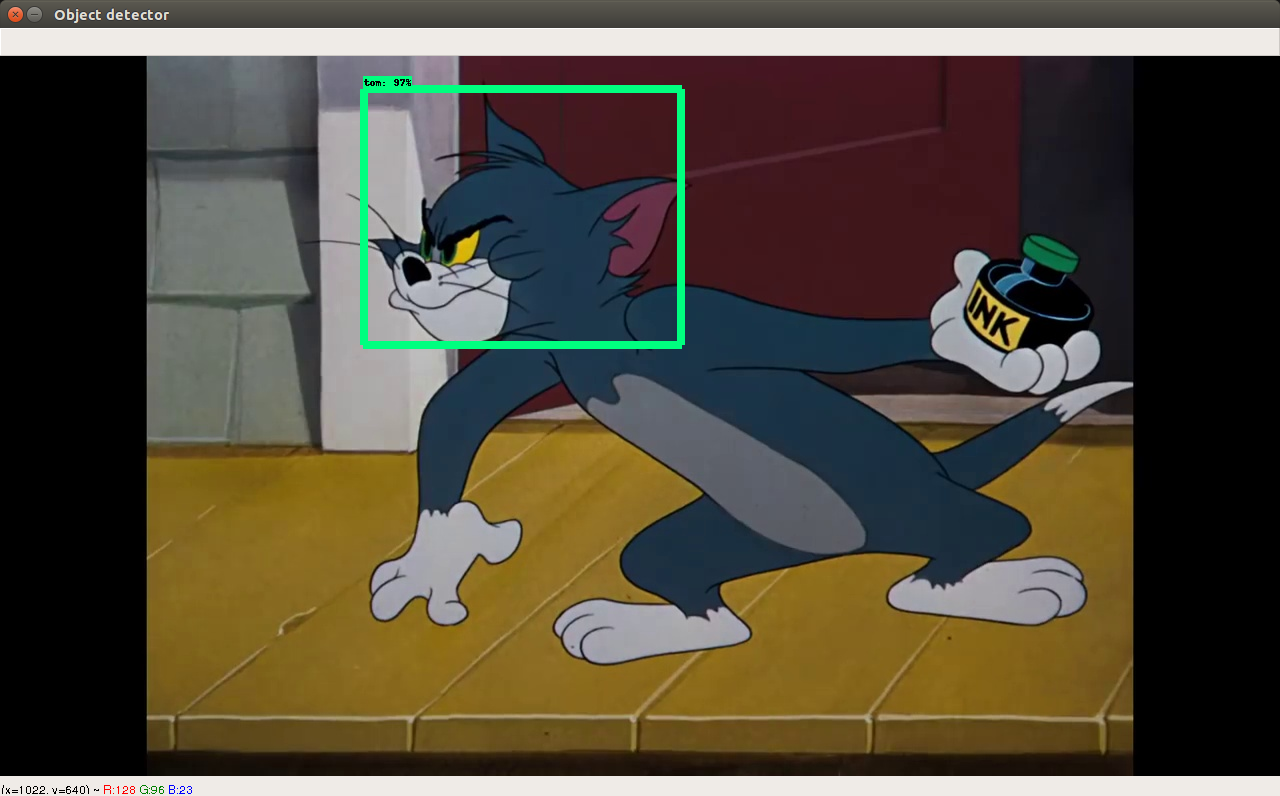 Object detector
tom: 97%
INK
(x=1022, y=640) ~ R:128 G:96 B:23